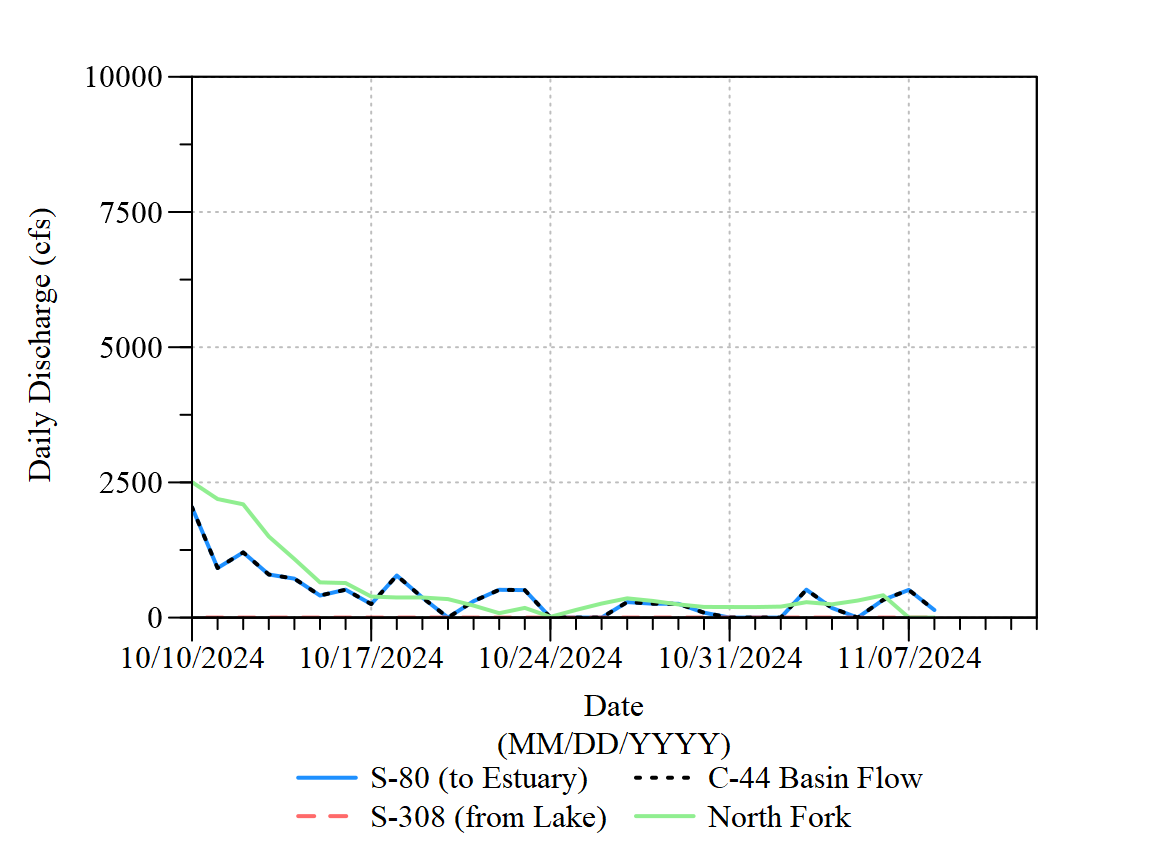 10000
7500
5000
2500
0
Daily Discharge (cfs)
10/10/2024 10/17/2024 10/24/2024 10/31/2024 11/07/2024
Date
(MM/DD/YYYY)
S-80 (to Estuary) C-44 Basin Flow
S-308 (from Lake) North Fork